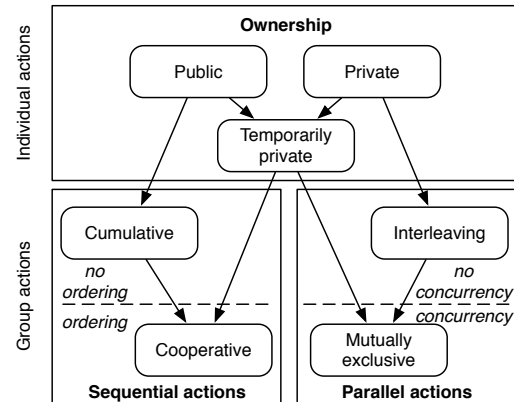 Individual actions
Ownership
Public
Private
Temporarily
private
Group actions
Cumulative
no
ordering
ordering
Cooperative
Sequential actions
Interleaving
no
concurrency
concurrency
Mutually
exclusive
Parallel actions